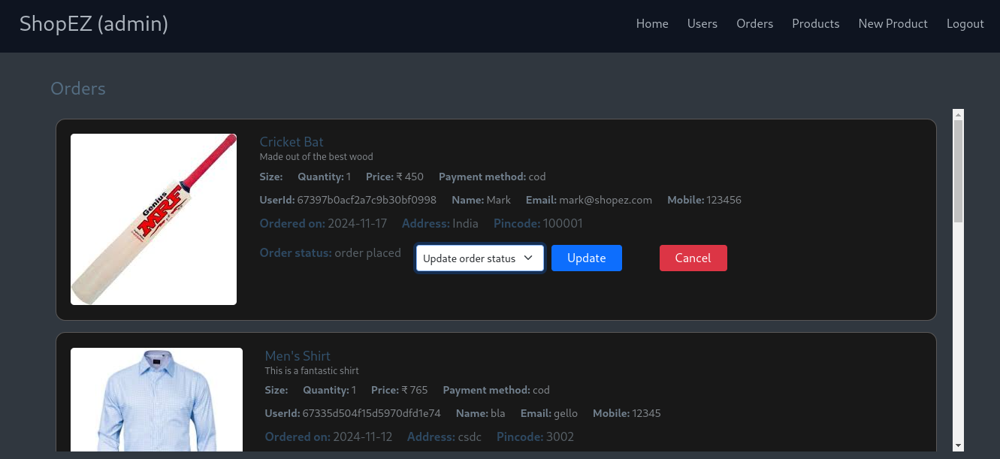 ShopEZ (admin) Home Users Orders Products New Product Logout
Orders
Genius
MRF
Cricket Bat
Made out of the best wood
Size: Quantity: 1 Price: ₹ 450 Payment method: cod
UserId: 67397b0acf2a7c9b30bf0998 Name: Mark Email: mark@shopez.com Mobile: 123456
Ordered on: 2024-11-17 Address: India Pincode: 100001
Order status: order placed Update order status Update Cancel
Men's Shirt
This is a fantastic shirt
Size: Quantity: 1 Price: ₹ 765 Payment method: cod
UserId: 67335d504f15d5970dfd1e74 Name: bla Email: gello Mobile: 12345
Ordered on: 2024-11-12 Address: csdc Pincode: 3002